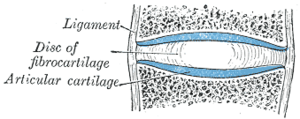 Ligament
Disc of
fibrocartilage
Articular cartilage